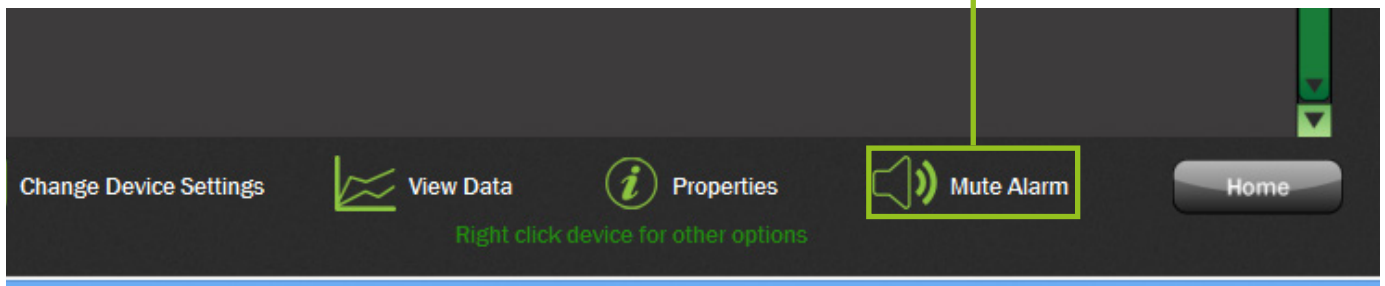 Change Device Settings View Data Properties Mute Alarm Home
Right click device for other options